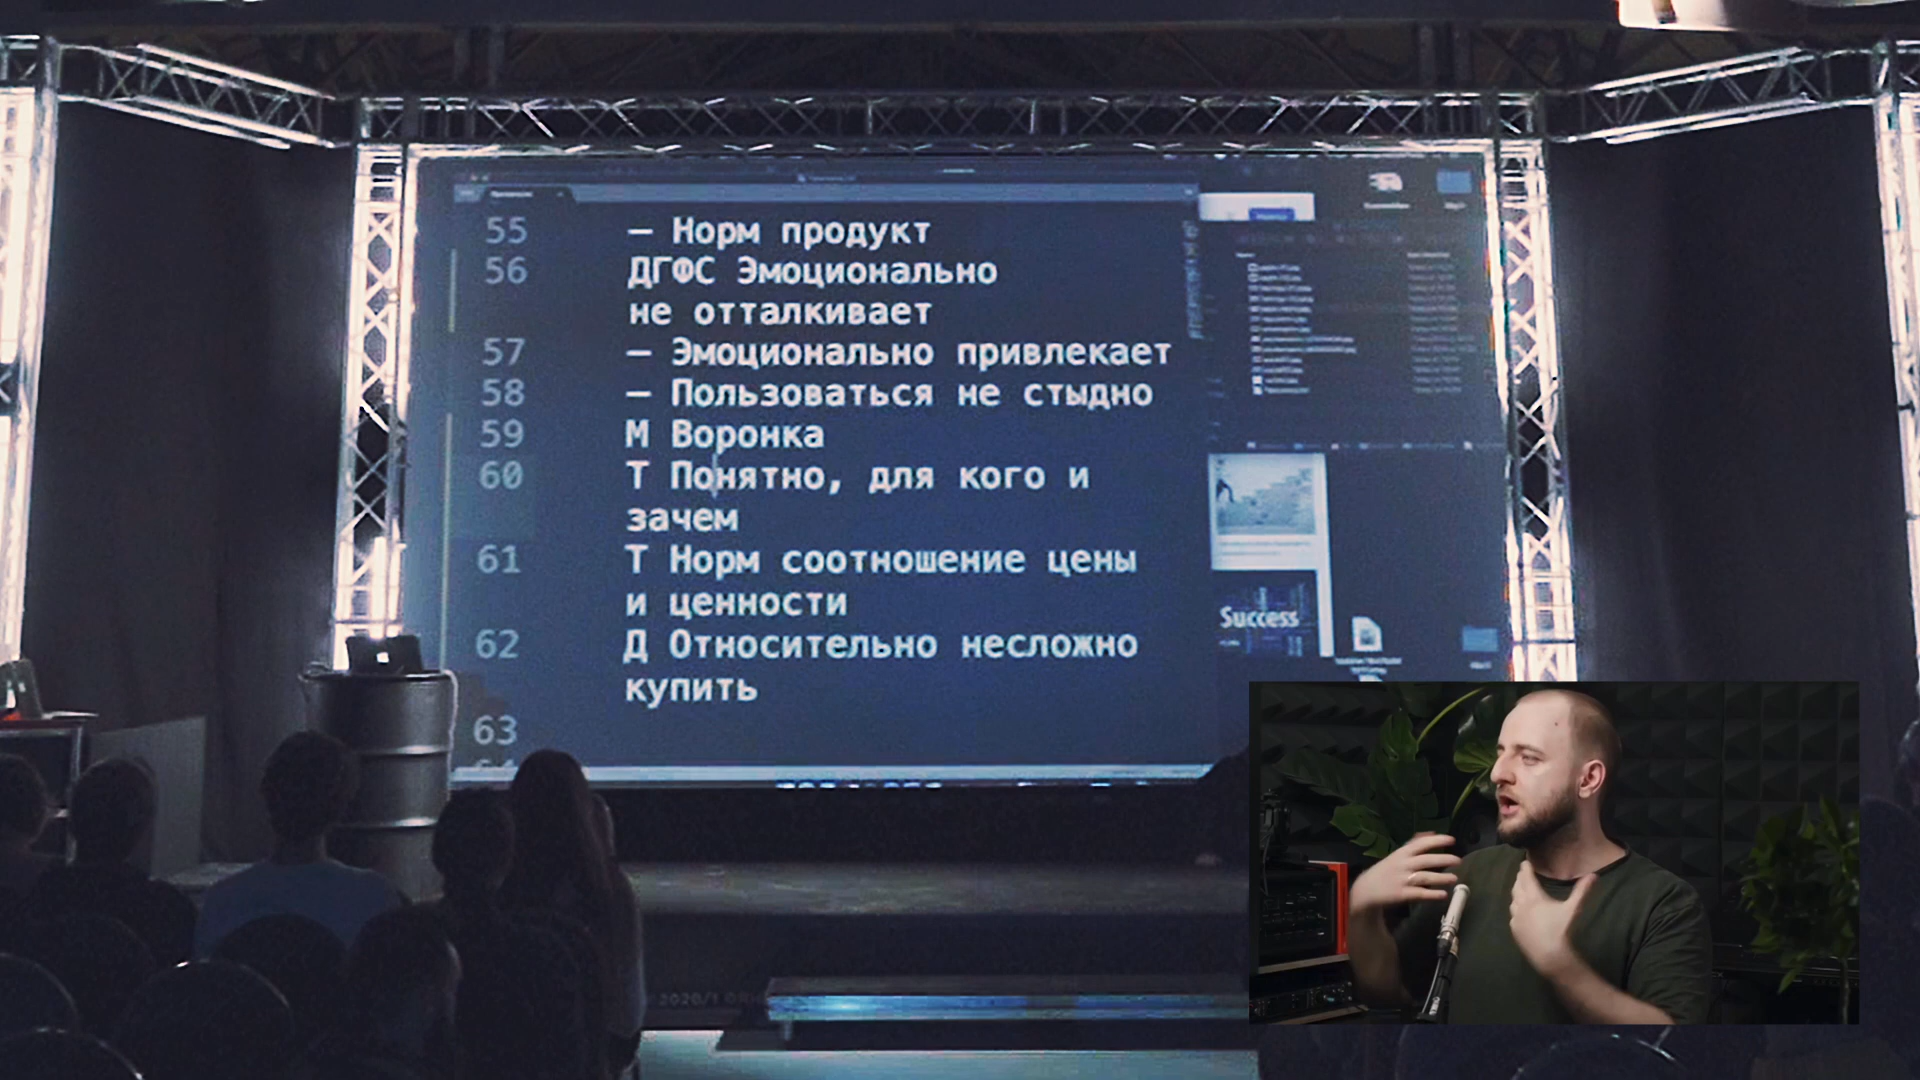 55 — Норм продукт
56 ДГФС Эмоционально
не отталкивает
57 — Эмоционально привлекает
58 — Пользоваться не стыдно
59 М Воронка
60 Т Понятно, для кого и
зачем
61 Т Норм соотношение цены
и ценности
62 Д Относительно несложно
купить
63
Success